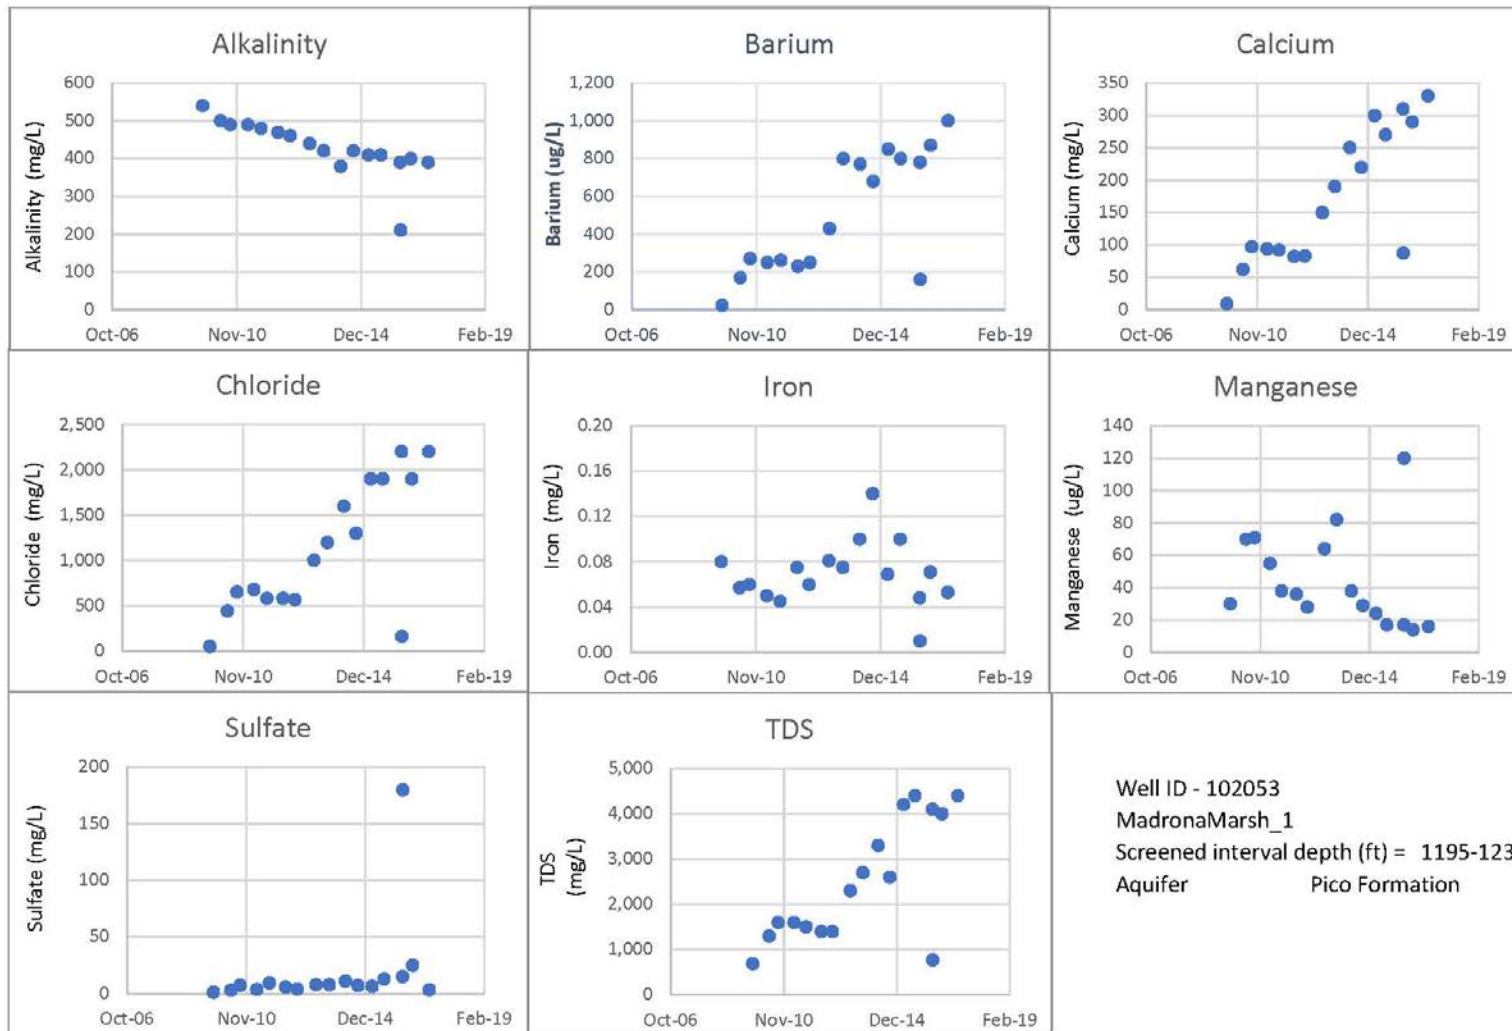 Alkalinity
Alkalinity (mg/L)
600
500
400
300
200
100
0
Oct-06 Nov-10 Dec-14 Feb-19
Barium
Barium (ug/L)
1,200
1,000
800
600
400
200
0
Oct-06 Nov-10 Dec-14 Feb-19
Calcium
Calcium (mg/L)
350
300
250
200
150
100
50
0
Oct-06 Nov-10 Dec-14 Feb-19
Chloride
Chloride (mg/L)
2,500
2,000
1,500
1,000
500
0
Oct-06 Nov-10 Dec-14 Feb-19
Iron
Iron (mg/L)
0.20
0.16
0.12
0.08
0.04
0.00
Oct-06 Nov-10 Dec-14 Feb-19
Manganese
Manganese (ug/L)
140
120
100
80
60
40
20
0
Oct-06 Nov-10 Dec-14 Feb-19
Sulfate
Sulfate (mg/L)
200
150
100
50
0
Oct-06 Nov-10 Dec-14 Feb-19
TDS
TDS
(mg/L)
5,000
4,000
3,000
2,000
1,000
0
Oct-06 Nov-10 Dec-14 Feb-19
Well ID - 102053
MadronaMarsh_1
Screened interval depth (ft) = 1195-123
Aquifer Pico Formation